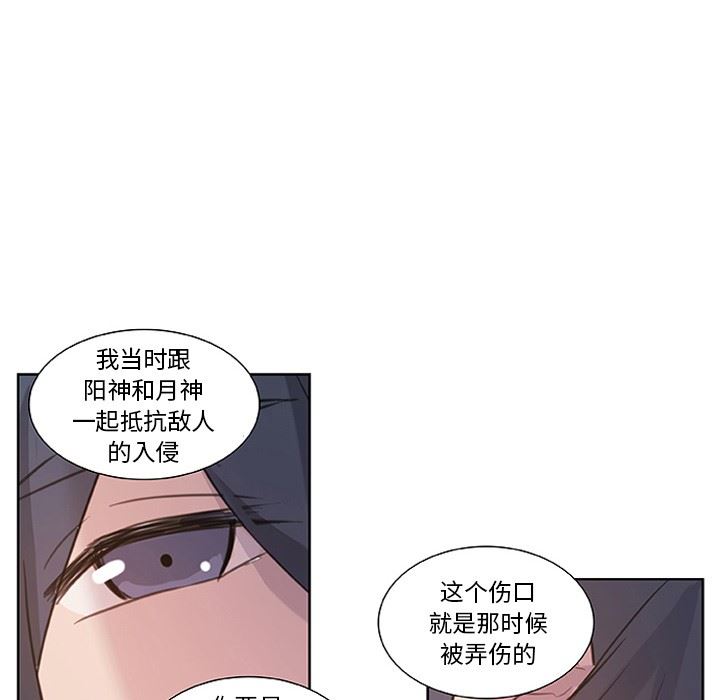 我当时跟
阳神和月神
一起抵抗敌人
的入侵
这个伤口
就是那时候
被弄伤的